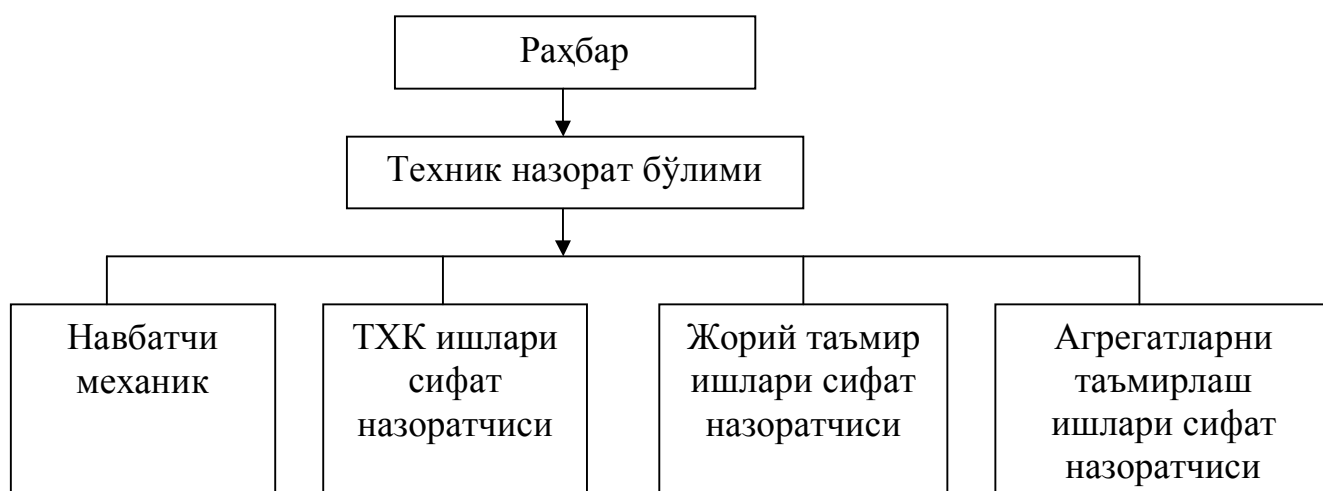 Раҳбар
Техник назорат бўлими
Навбатчи
механик
ТХК ишлари
сифат
назоратчиси
Жорий таъмир
ишлари сифат
назоратчиси
Агрегатларни
таъмирлаш
ишлари сифат
назоратчиси